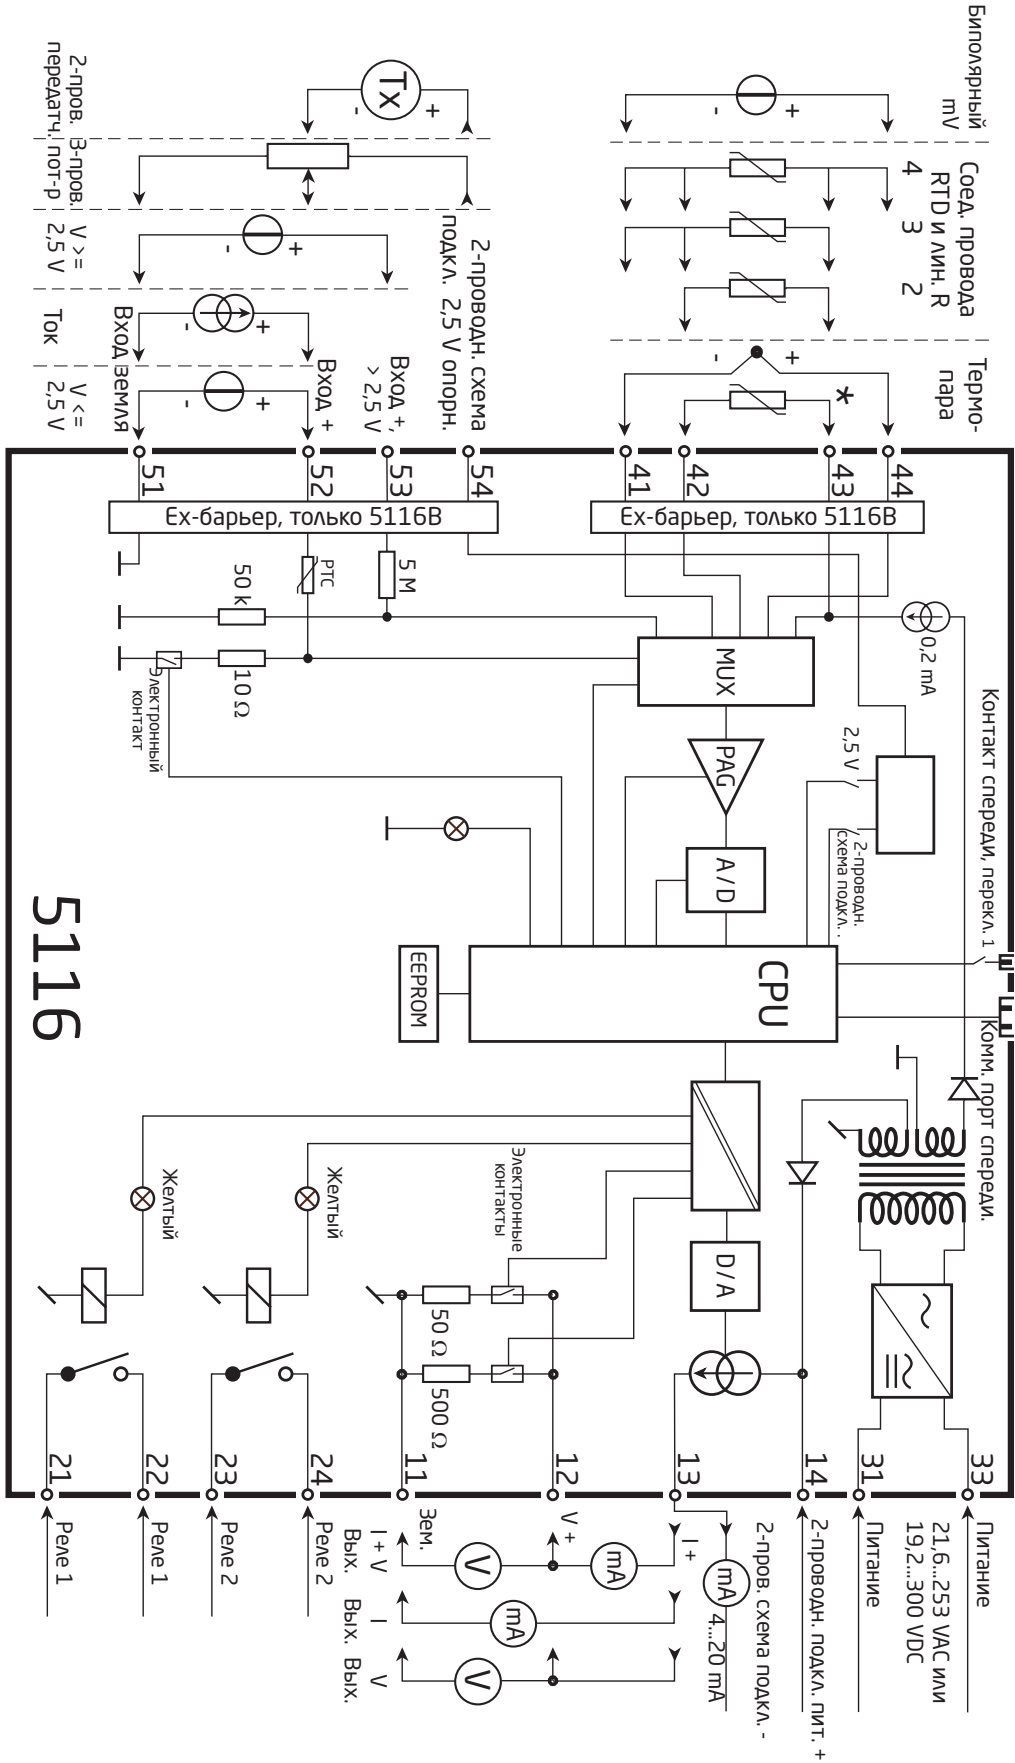 Биполярный
mV
Соед. провода
RTD и лин. R
4
3
2
Термо-
пара
-
+
-
+
*
Tx
-
+
2-пров.
передатч.
3-пров.
пот-р
V >=
2,5 V
-
+
Ток
-
+
V <=
2,5 V
-
+
Вход земля
Вход +
Вход +,
> 2,5 V
2-проводн. схема
подкл. 2,5 V опорн.
44
43
42
41
54
53
52
51
Ex-барьер, только 5116B
Ex-барьер, только 5116B
PTC
5 M
50 k
10 Ω
Электронный
контакт
0,2 mA
MUX
PAG
A/D
2,5 V
2-проводн.
схема подкл. .
Контакт спереди, перекл. 1
Комм. порт спереди.
CPU
EEPROM
5116
Желтый
Желтый
Электронные
контакты
D/A
50 Ω
500 Ω
33
31
14
13
12
11
24
23
22
21
Питание
21,6...253 VAC или
19,2...300 VDC
Питание
2-проводн. подкл. пит. +
2-пров. схема подкл. -
mA
4...20 mA
I +
mA
V +
V
Зем.
I + V
Вых.
mA
I
Вых.
V
V
Вых.
Реле 2
Реле 2
Реле 1
Реле 1